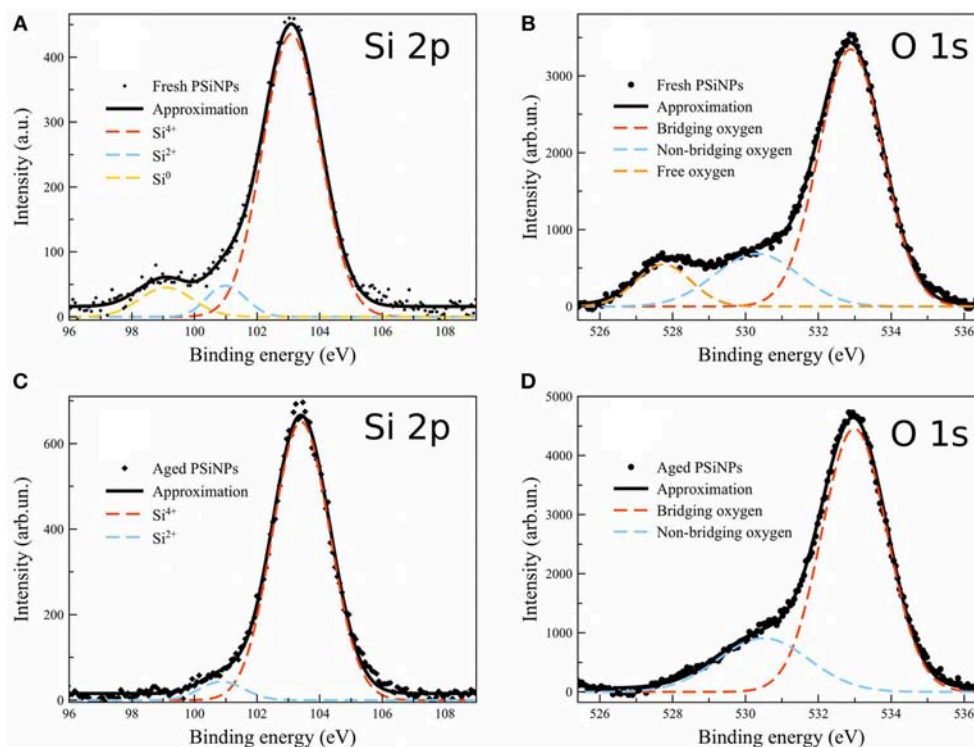 A
Si 2p
Fresh PSiNPs
Approximation
Si⁴⁺
Si²⁺
Si⁰
Intensity (a.u.)
400
300
200
100
0
96 98 100 102 104 106 108
Binding energy (eV)
B
O 1s
Fresh PSiNPs
Approximation
Bridging oxygen
Non-bridging oxygen
Free oxygen
Intensity (arb.un.)
3000
2000
1000
0
526 528 530 532 534 536
Binding energy (eV)
C
Si 2p
Aged PSiNPs
Approximation
Si⁴⁺
Si²⁺
Intensity (arb.un.)
600
400
200
0
96 98 100 102 104 106 108
Binding energy (eV)
D
O 1s
Aged PSiNPs
Approximation
Bridging oxygen
Non-bridging oxygen
Intensity (arb.un.)
5000
4000
3000
2000
1000
0
526 528 530 532 534 536
Binding energy (eV)